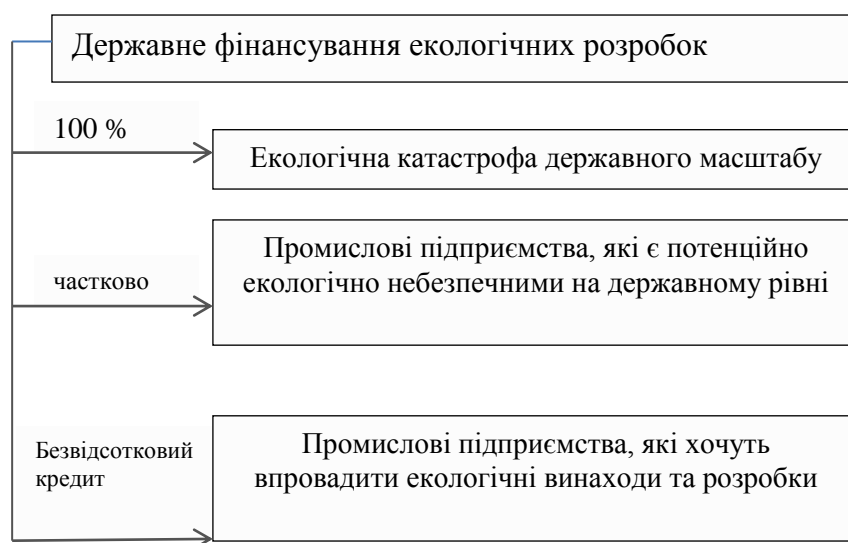 Державне фінансування екологічних розробок
100 %
Екологічна катастрофа державного масштабу
Промислові підприємства, які є потенційно
екологічно небезпечними на державному рівні
частково
Промислові підприємства, які хочуть
впровадити екологічні винаходи та розробки
Безвідсотковий
кредит